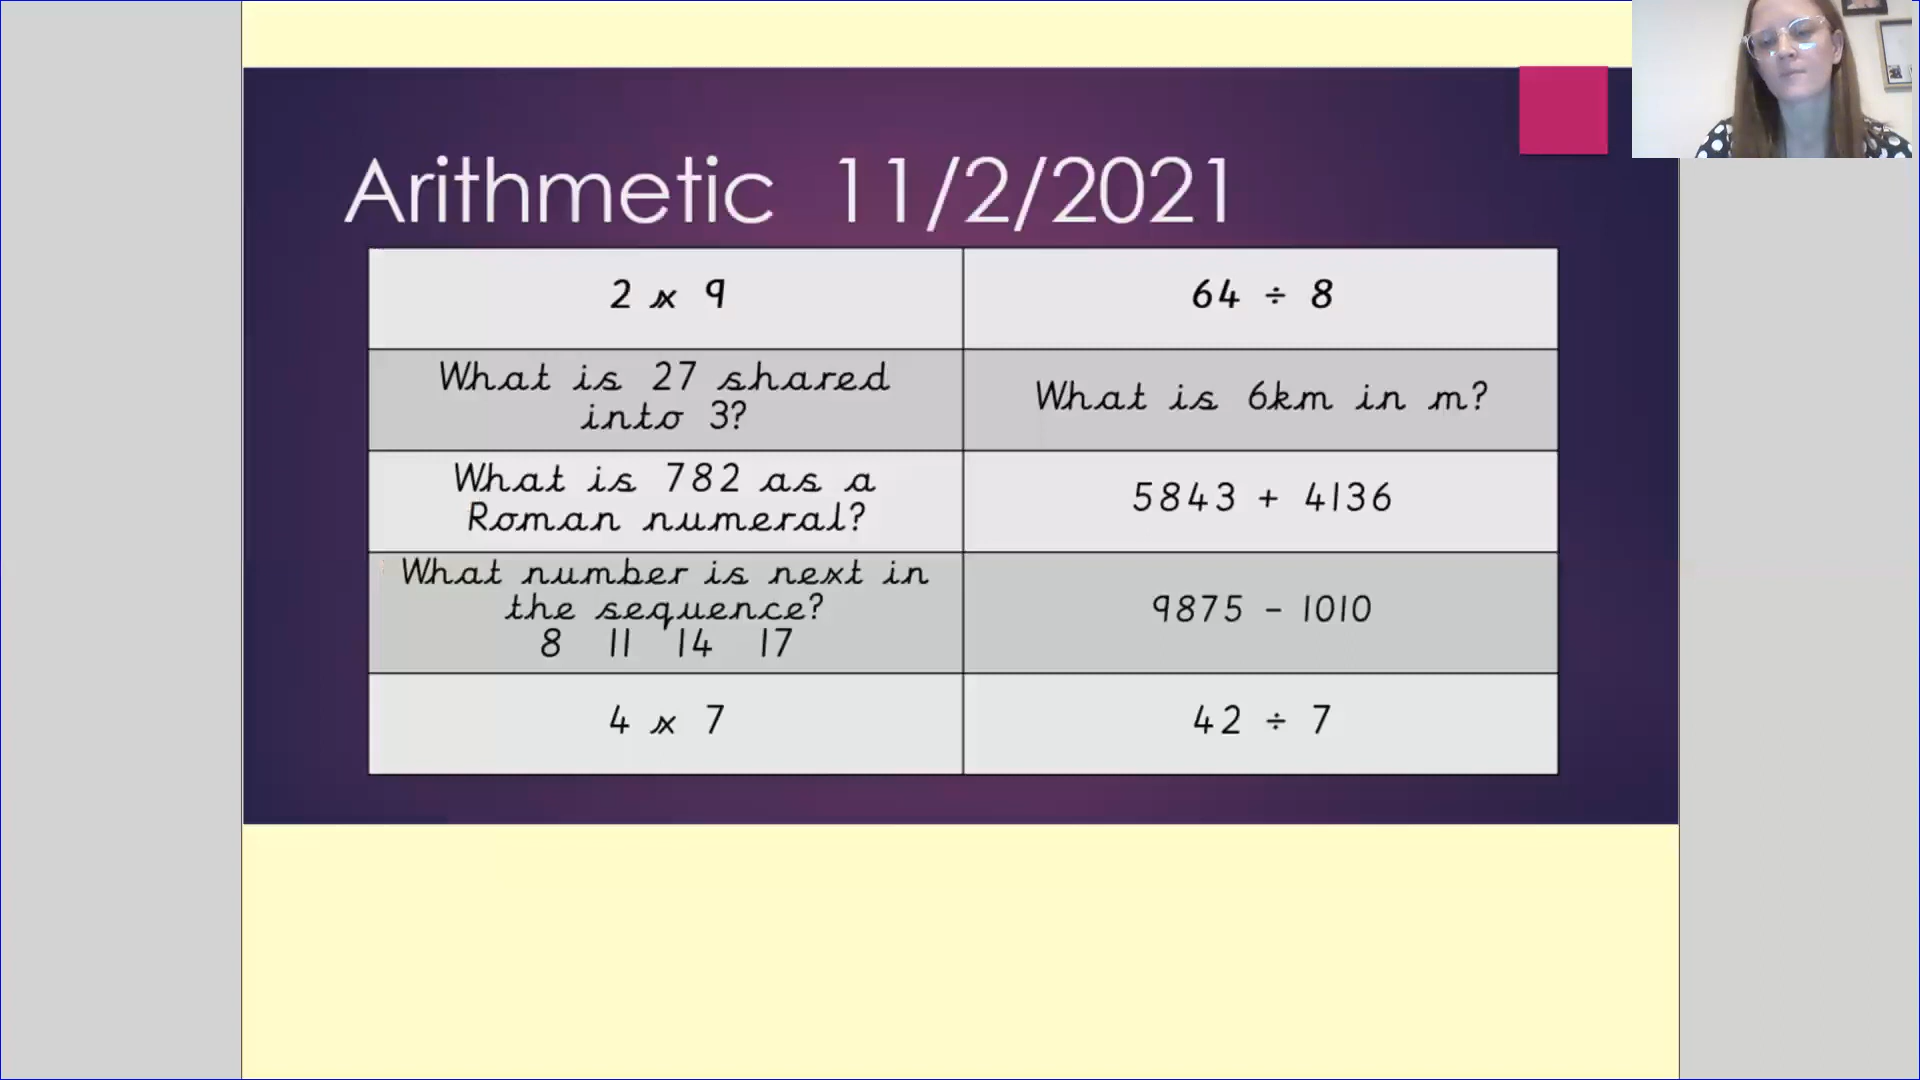 Arithmetic 11/2/2021
2 x 9
64 ÷ 8
What is 27 shared
into 3?
What is 6km in m?
What is 782 as a
Roman numeral?
5843 + 4136
What number is next in
the sequence?
8 11 14 17
9875 - 1010
4 x 7
42 ÷ 7